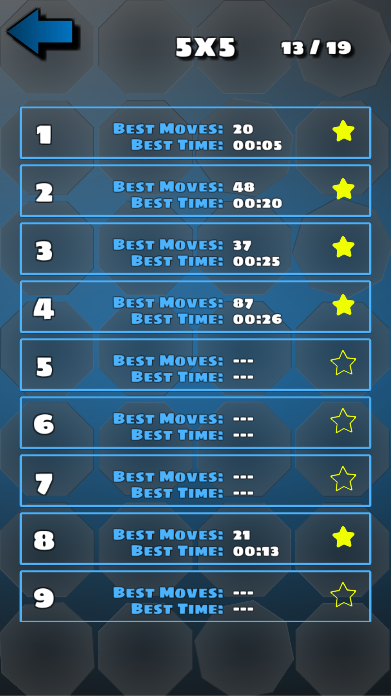 5X5 13 / 19
1 Best Moves: 20
Best Time: 00:05
2 Best Moves: 48
Best Time: 00:20
3 Best Moves: 37
Best Time: 00:25
4 Best Moves: 87
Best Time: 00:26
5 Best Moves: ---
Best Time: ---
6 Best Moves: ---
Best Time: ---
7 Best Moves: ---
Best Time: ---
8 Best Moves: 21
Best Time: 00:13
9 Best Moves: ---
Best Time: ---